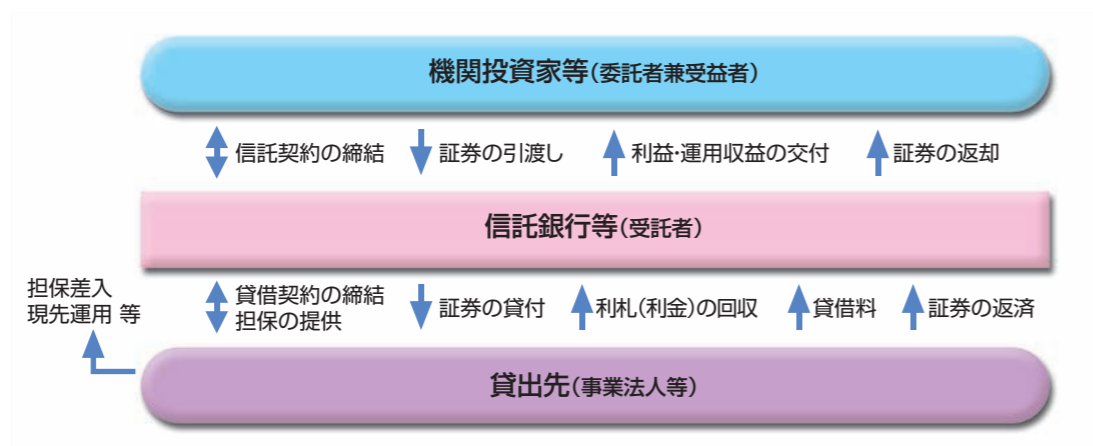 機関投資家等(委託者兼受益者)
信託契約の締結
証券の引渡し
利益・運用収益の交付
証券の返却
信託銀行等(受託者)
担保差入
現先運用 等
貸借契約の締結
担保の提供
証券の貸付
利札(利金)の回収
貸借料
証券の返済
貸出先(事業法人等)